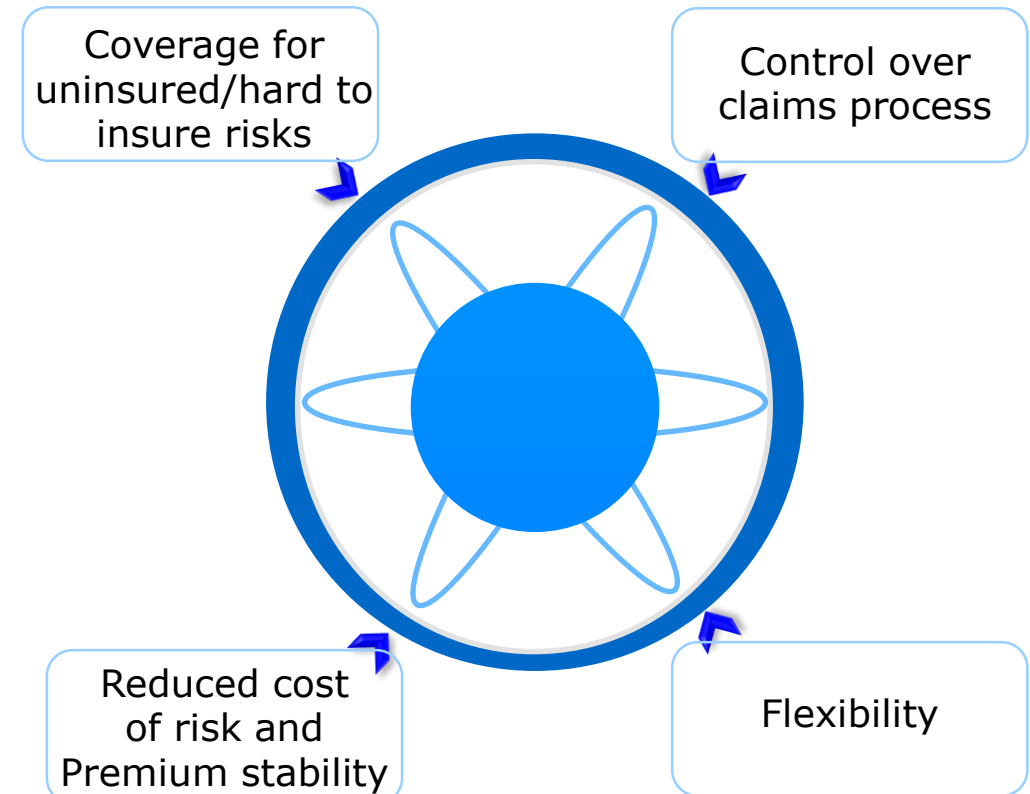 Coverage for
uninsured/hard to
insure risks
Control over
claims process
Reduced cost
of risk and
Premium stability
Flexibility